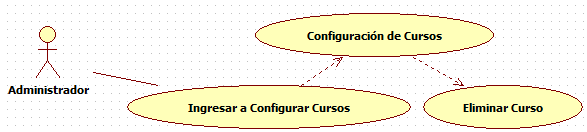 Configuración de Cursos
Administrador
Ingresar a Configurar Cursos
Eliminar Curso